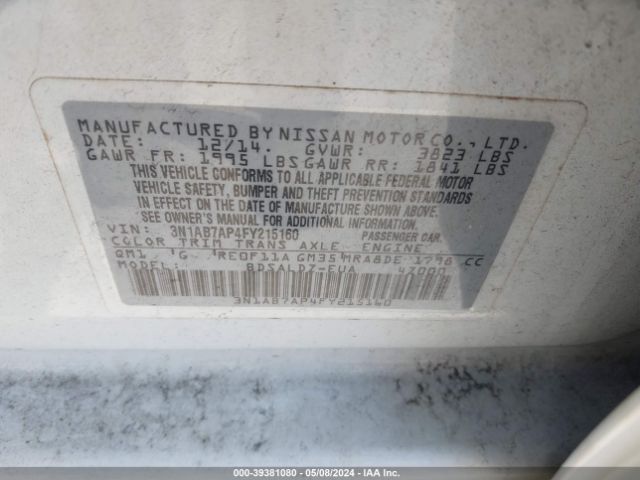 MANUFACTURED BY NISSAN MOTOR CO., LTD.
DATE: 12/14. GVWR: 3823 LBS
GAWR FR: 1995 LBS GAWR RR: 1841 LBS
THIS VEHICLE CONFORMS TO ALL APPLICABLE FEDERAL MOTOR
VEHICLE SAFETY, BUMPER AND THEFT PREVENTION STANDARDS
IN EFFECT ON THE DATE OF MANUFACTURE SHOWN ABOVE.
SEE OWNER'S MANUAL FOR ADDITIONAL INFORMATION.
VIN: 3N1AB7AP4FY215160 PASSENGER CAR
COLOR TRIM TRANS AXLE ENGINE
QM1 G RE0F11A GM35 MRA8DE 1798 CC
MODEL: BDSALDZ-EUA 4Z000
3N1AB7AP4FY215160
000-39381080 - 05/08/2024 - IAA Inc.